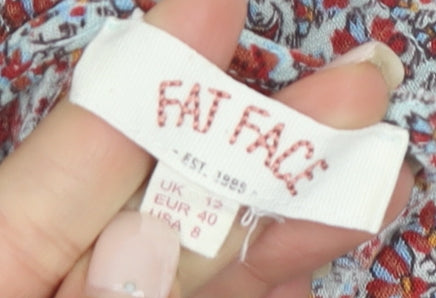 FAT FACE
- EST. 1988 -
UK 12
EUR 40
USA 8